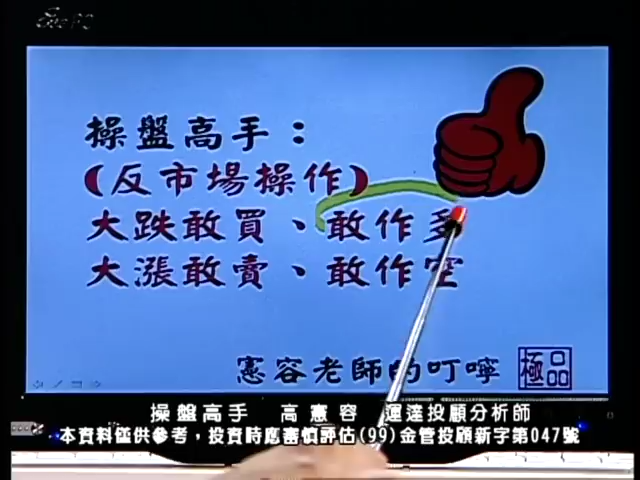 Eee PC
操盤高手：
(反市場操作)
大跌敢買、敢作多
大漲敢賣、敢作空
憲容老師的叮嚀 極品
操盤高手 高憲容 運達投顧分析師
本資料僅供參考，投資時應審慎評估(99)金管投顧新字第047號